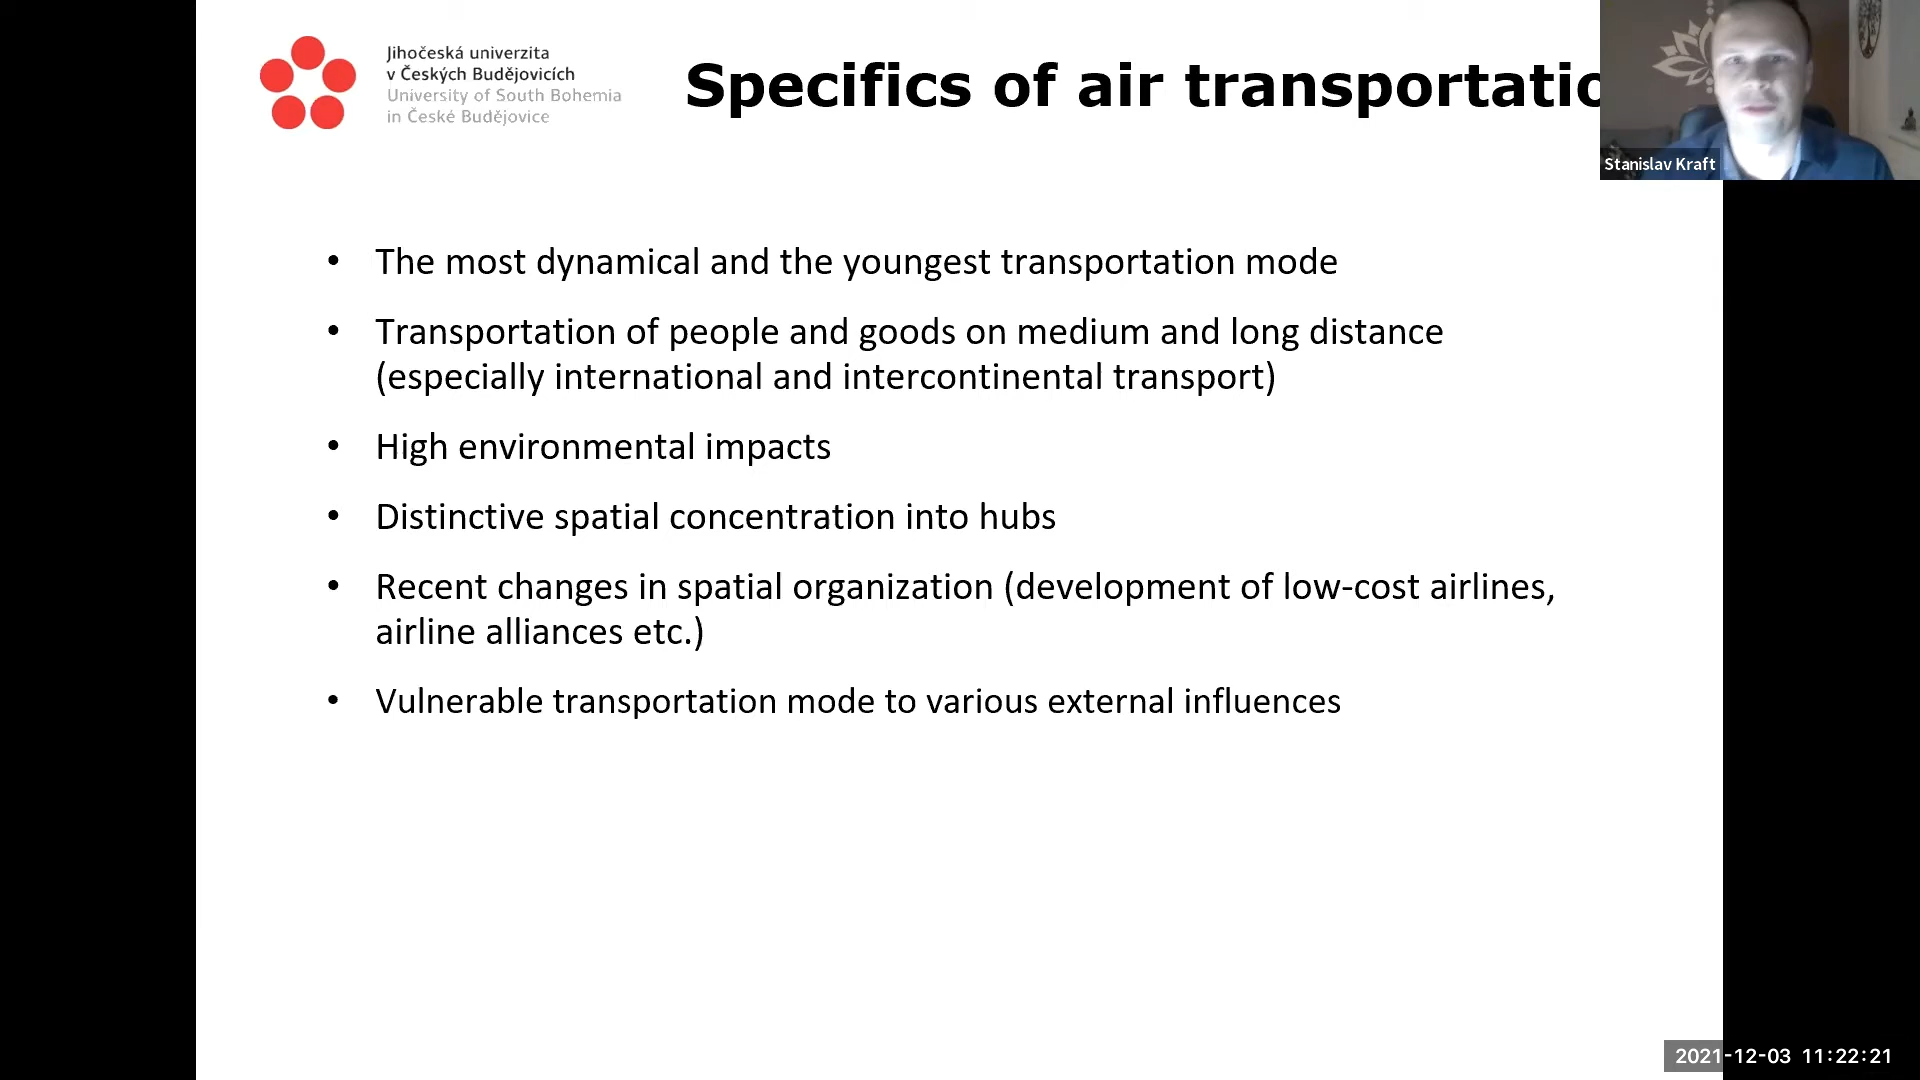 Jihočeská univerzita
v Českých Budějovicích
University of South Bohemia
in České Budějovice
Specifics of air transportatio
Stanislav Kraft
• The most dynamical and the youngest transportation mode
• Transportation of people and goods on medium and long distance
(especially international and intercontinental transport)
• High environmental impacts
• Distinctive spatial concentration into hubs
• Recent changes in spatial organization (development of low-cost airlines,
airline alliances etc.)
• Vulnerable transportation mode to various external influences
2021-12-03 11:22:21